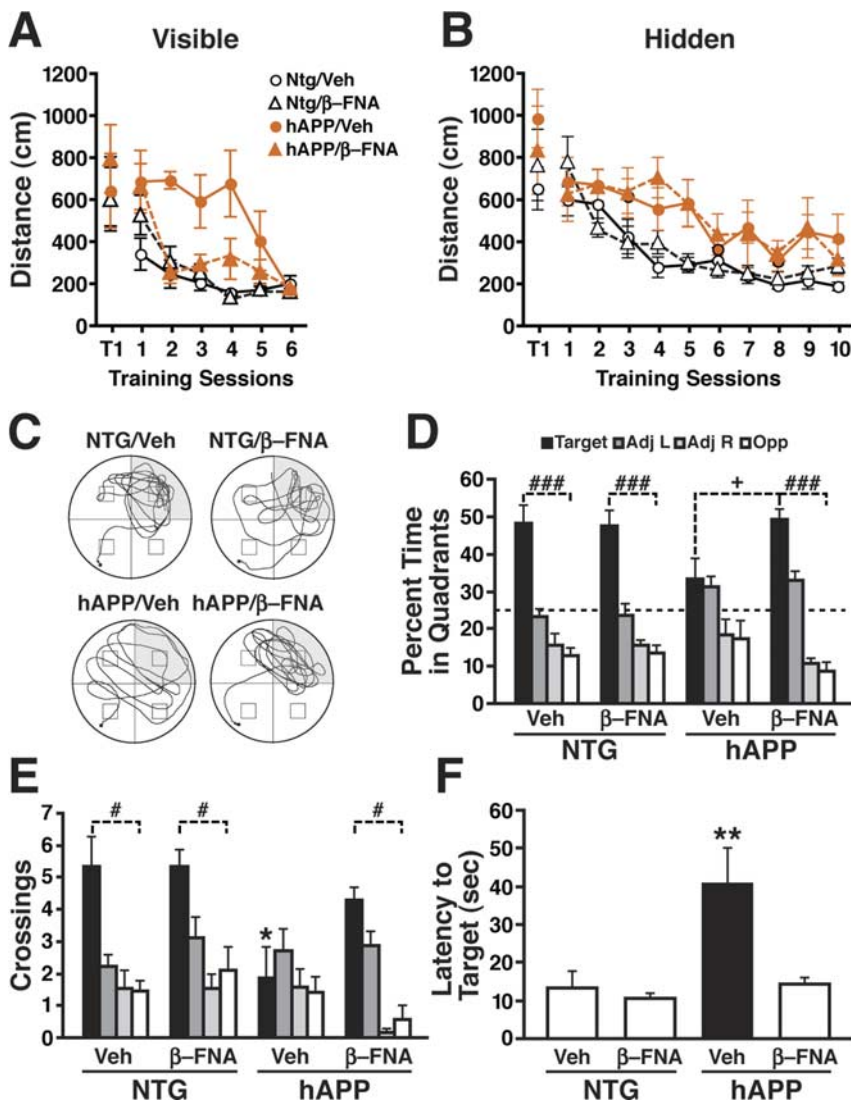 A
Visible
1200
1000
800
600
400
200
0
Distance (cm)
T1 1 2 3 4 5 6
Training Sessions
Ntg/Veh
Ntg/β–FNA
hAPP/Veh
hAPP/β–FNA
B
Hidden
1200
1000
800
600
400
200
0
Distance (cm)
T1 1 2 3 4 5 6 7 8 9 10
Training Sessions
C
NTG/Veh NTG/β–FNA
hAPP/Veh hAPP/β–FNA
D
Target Adj L Adj R Opp
60
50
40
30
20
10
0
Percent Time
in Quadrants
### ### + ###
Veh β–FNA Veh β–FNA
NTG hAPP
E
7
6
5
4
3
2
1
0
Crossings
# # * #
Veh β–FNA Veh β–FNA
NTG hAPP
F
60
50
40
30
20
10
0
Latency to
Target (sec)
**
Veh β–FNA Veh β–FNA
NTG hAPP